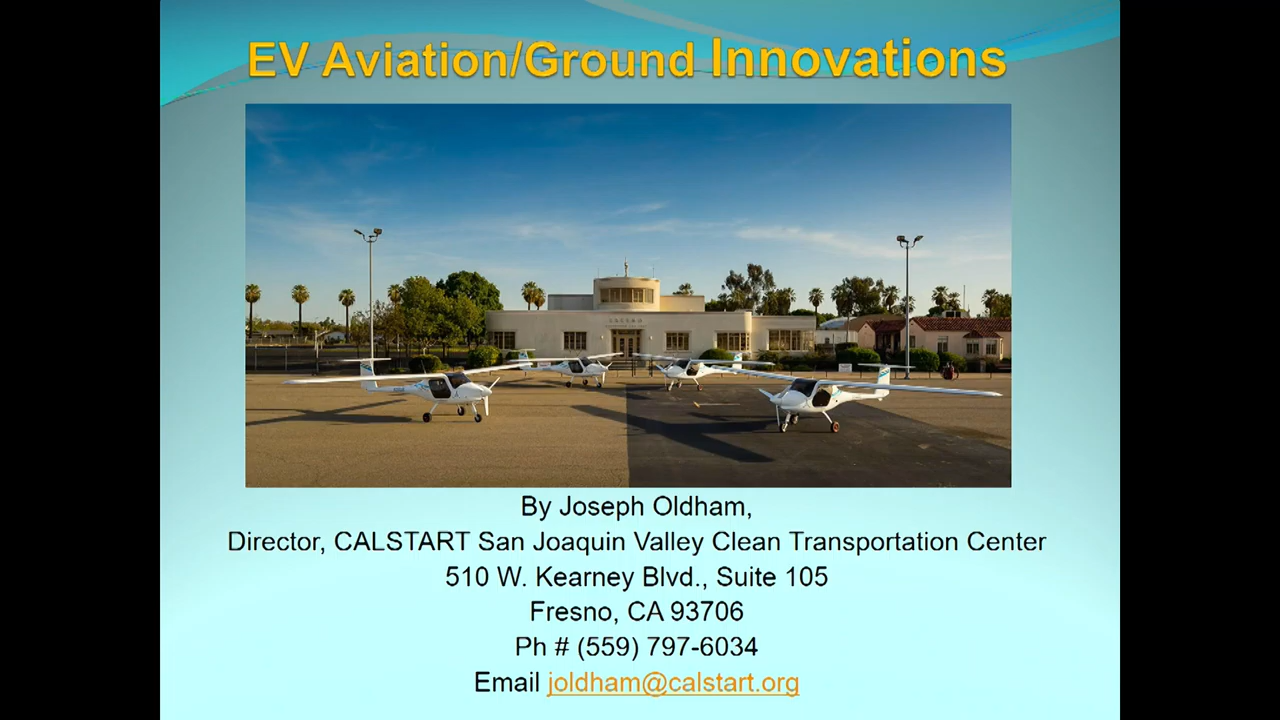 EV Aviation/Ground Innovations
By Joseph Oldham,
Director, CALSTART San Joaquin Valley Clean Transportation Center
510 W. Kearney Blvd., Suite 105
Fresno, CA 93706
Ph # (559) 797-6034
Email joldham@calstart.org